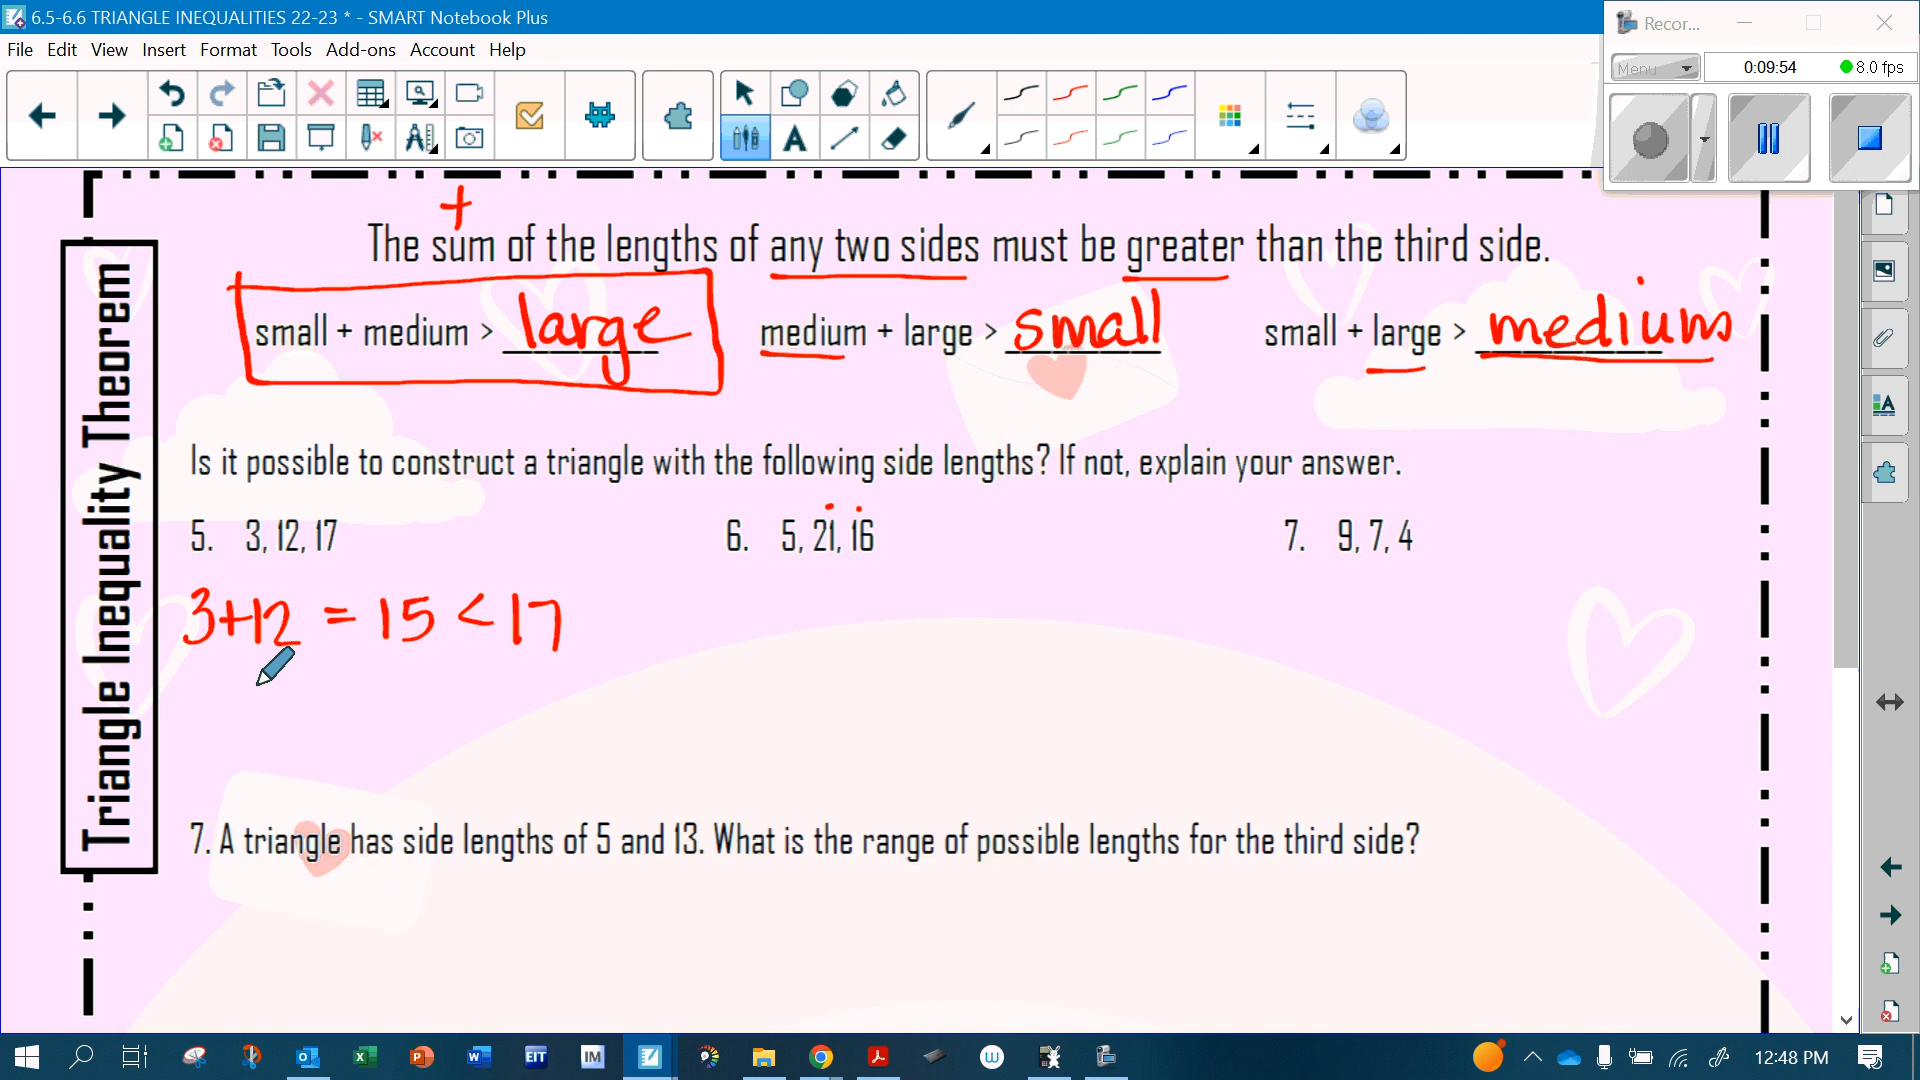 6.5-6.6 TRIANGLE INEQUALITIES 22-23 * - SMART Notebook Plus
Recor...
File Edit View Insert Format Tools Add-ons Account Help
Menu 0:09:54 8.0 fps
+
The sum of the lengths of any two sides must be greater than the third side.
small + medium > large
medium + large > small
small + large > medium
Triangle Inequality Theorem
Is it possible to construct a triangle with the following side lengths? If not, explain your answer.
5. 3, 12, 17
6. 5, 21, 16
7. 9, 7, 4
3+12 = 15 < 17
7. A triangle has side lengths of 5 and 13. What is the range of possible lengths for the third side?
EIT IM
12:48 PM